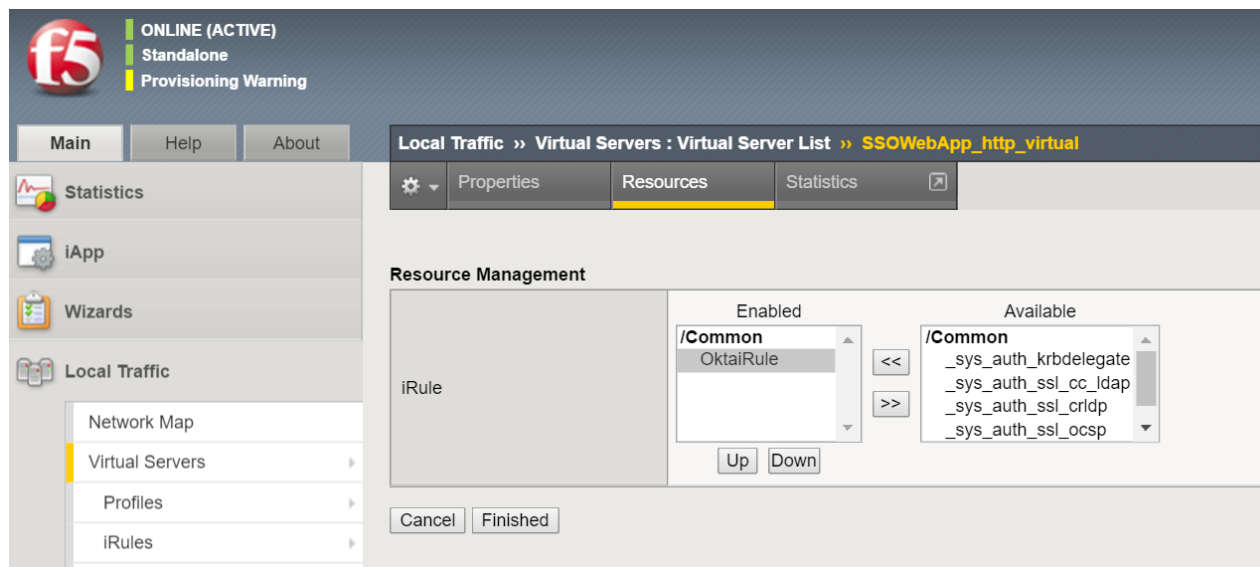 f5
ONLINE (ACTIVE)
Standalone
Provisioning Warning
Main Help About
Local Traffic ›› Virtual Servers : Virtual Server List ›› SSOWebApp_http_virtual
Properties Resources Statistics
Statistics
iApp
Wizards
Local Traffic
Network Map
Virtual Servers
Profiles
iRules
Resource Management
iRule
Enabled
/Common
OktaiRule
<<
>>
Up Down
Available
/Common
_sys_auth_krbdelegate
_sys_auth_ssl_cc_ldap
_sys_auth_ssl_crldp
_sys_auth_ssl_ocsp
Cancel Finished